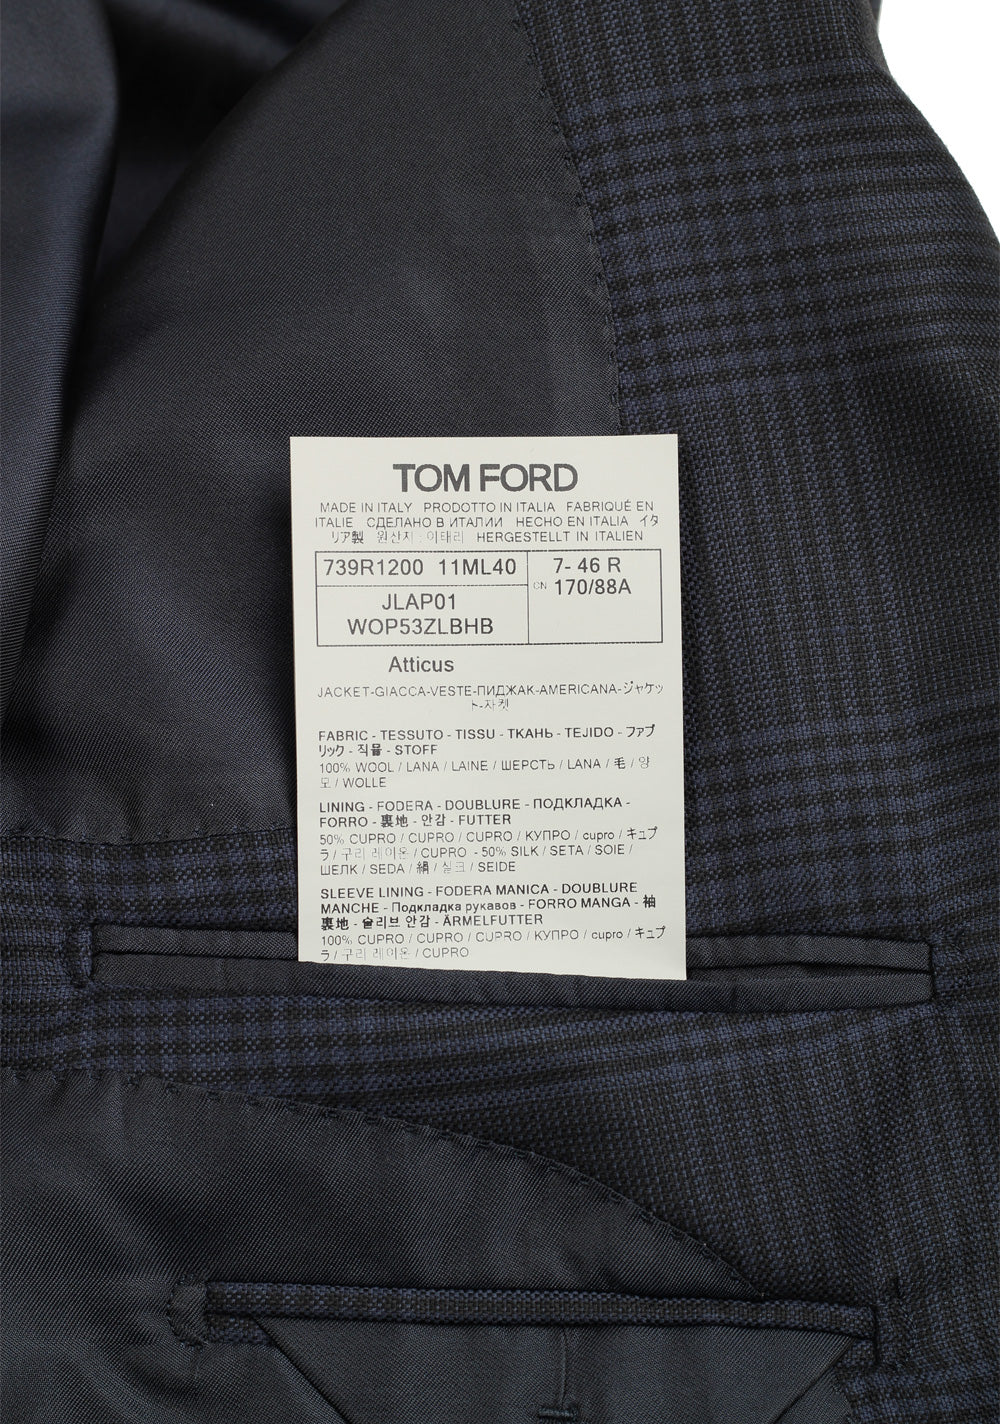 TOM FORD
MADE IN ITALY PRODOTTO IN ITALIA FABRIQUÉ EN
ITALIE СДЕЛАНО В ИТАЛИИ HECHO EN ITALIA イタ
リア製 원산지 : 이태리 HERGESTELLT IN ITALIEN
739R1200 11ML40
7- 46 R
CN 170/88A
JLAP01
WOP53ZLBHB
Atticus
JACKET-GIACCA-VESTE-ПИДЖАК-AMERICANA-ジャケッ
ト-자켓
FABRIC - TESSUTO - TISSU - ТКАНЬ - TEJIDO - ファブ
リック - 직물 - STOFF
100% WOOL / LANA / LAINE / ШЕРСТЬ / LANA / 毛 / 양
모 / WOLLE
LINING - FODERA - DOUBLURE - ПОДКЛАДКА -
FORRO - 裏地 - 안감 - FUTTER
50% CUPRO / CUPRO / CUPRO / КУПРО / cupro / キュプ
ラ / 구리 레이온 / CUPRO - 50% SILK / SETA / SOIE /
ШЕЛК / SEDA / 絹 / 실크 / SEIDE
SLEEVE LINING - FODERA MANICA - DOUBLURE
MANCHE - Подкладка рукавов - FORRO MANGA - 袖
裏地 - 슬리브 안감 - ÄRMELFUTTER
100% CUPRO / CUPRO / CUPRO / КУПРО / cupro / キュプ
ラ / 구리 레이온 / CUPRO